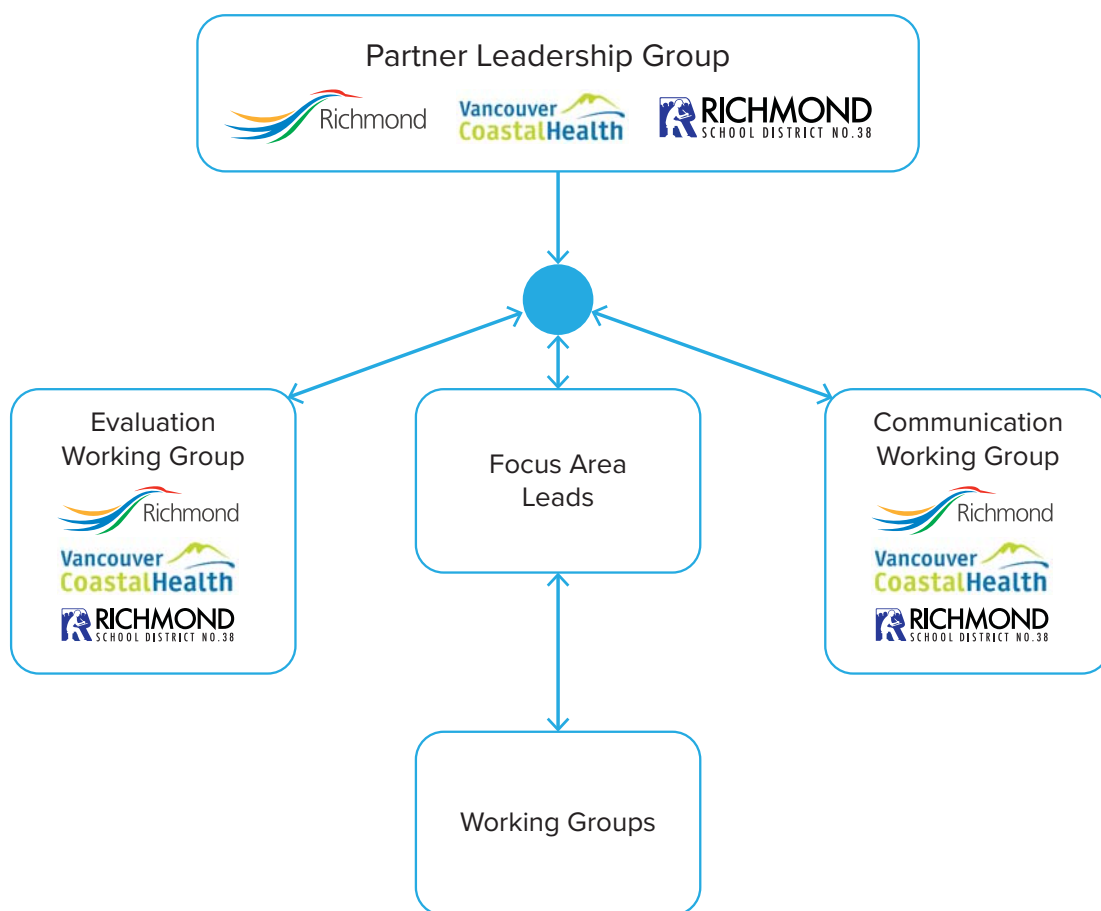 Partner Leadership Group
Richmond
Vancouver
CoastalHealth
RICHMOND
SCHOOL DISTRICT NO.38
Evaluation
Working Group
Richmond
Vancouver
CoastalHealth
RICHMOND
SCHOOL DISTRICT NO.38
Focus Area
Leads
Communication
Working Group
Richmond
Vancouver
CoastalHealth
RICHMOND
SCHOOL DISTRICT NO.38
Working Groups